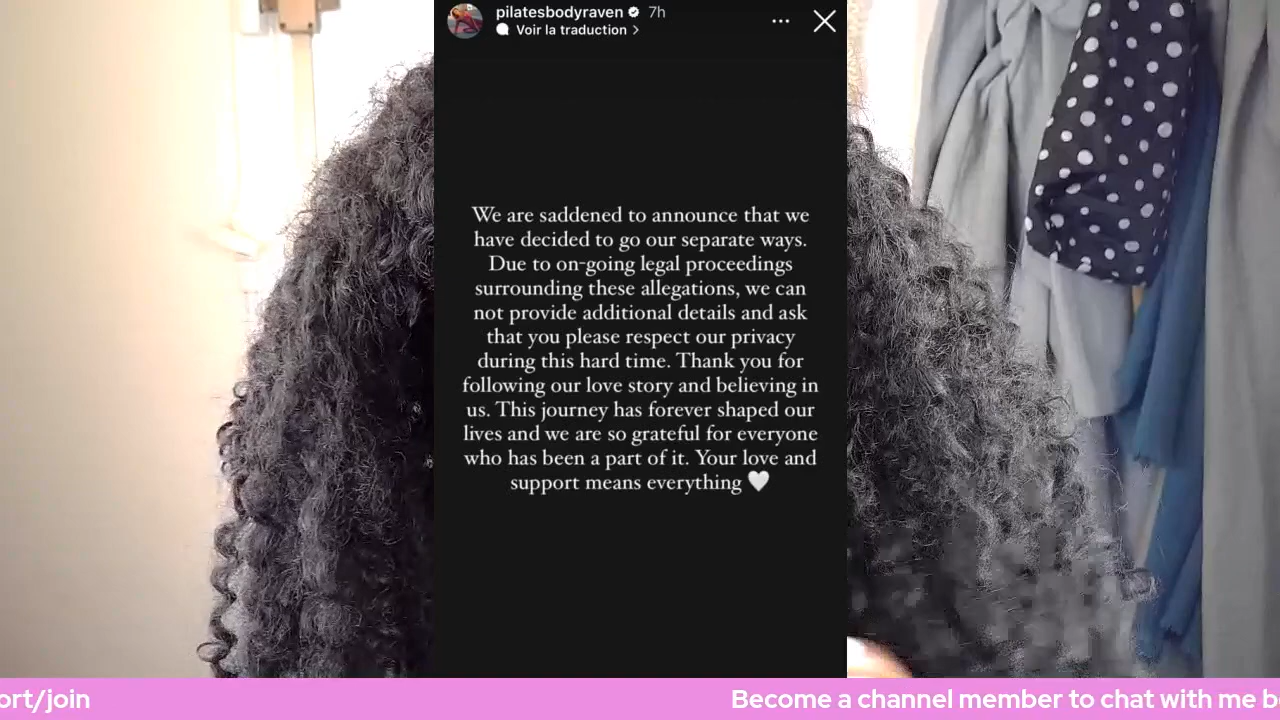 pilatesbodyraven 7h
Voir la traduction
We are saddened to announce that we
have decided to go our separate ways.
Due to on-going legal proceedings
surrounding these allegations, we can
not provide additional details and ask
that you please respect our privacy
during this hard time. Thank you for
following our love story and believing in
us. This journey has forever shaped our
lives and we are so grateful for everyone
who has been a part of it. Your love and
support means everything 🤍
ort/join Become a channel member to chat with me b